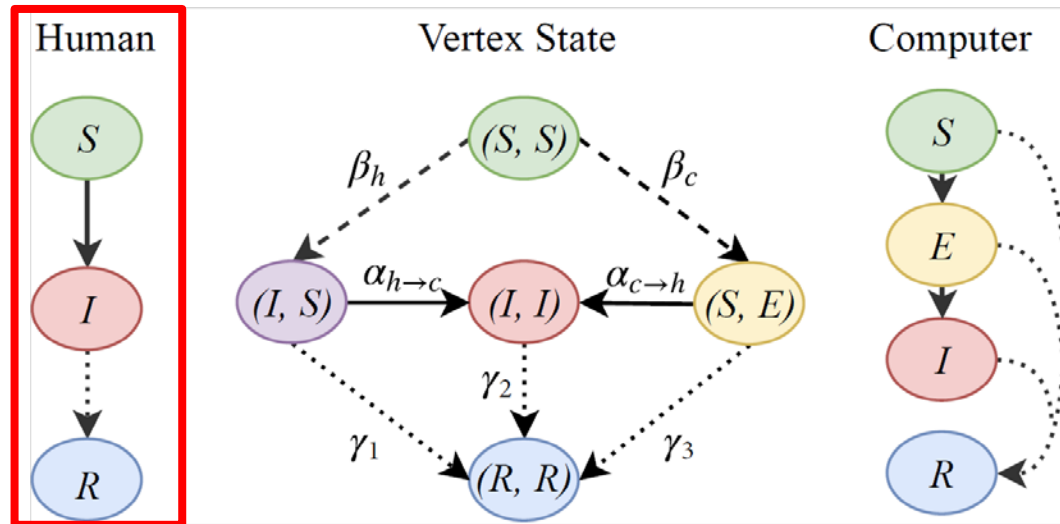 Human Vertex State Computer
S (S, S) S
β_h β_c
E
α_{h→c} α_{c→h}
I (I, S) (I, I) (S, E)
I
γ_2
γ_1 γ_3
R (R, R) R